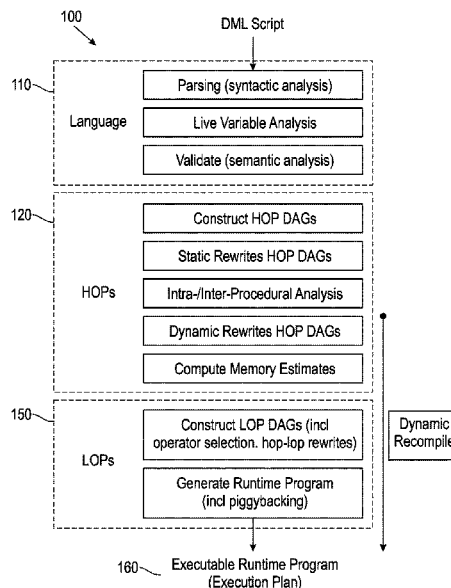 100
DML Script
110
Language
Parsing (syntactic analysis)
Live Variable Analysis
Validate (semantic analysis)
120
HOPs
Construct HOP DAGs
Static Rewrites HOP DAGs
Intra-/Inter-Procedural Analysis
Dynamic Rewrites HOP DAGs
Compute Memory Estimates
150
LOPs
Construct LOP DAGs (incl
operator selection. hop-lop rewrites)
Generate Runtime Program
(incl piggybacking)
Dynamic
Recompile
160
Executable Runtime Program
(Execution Plan)